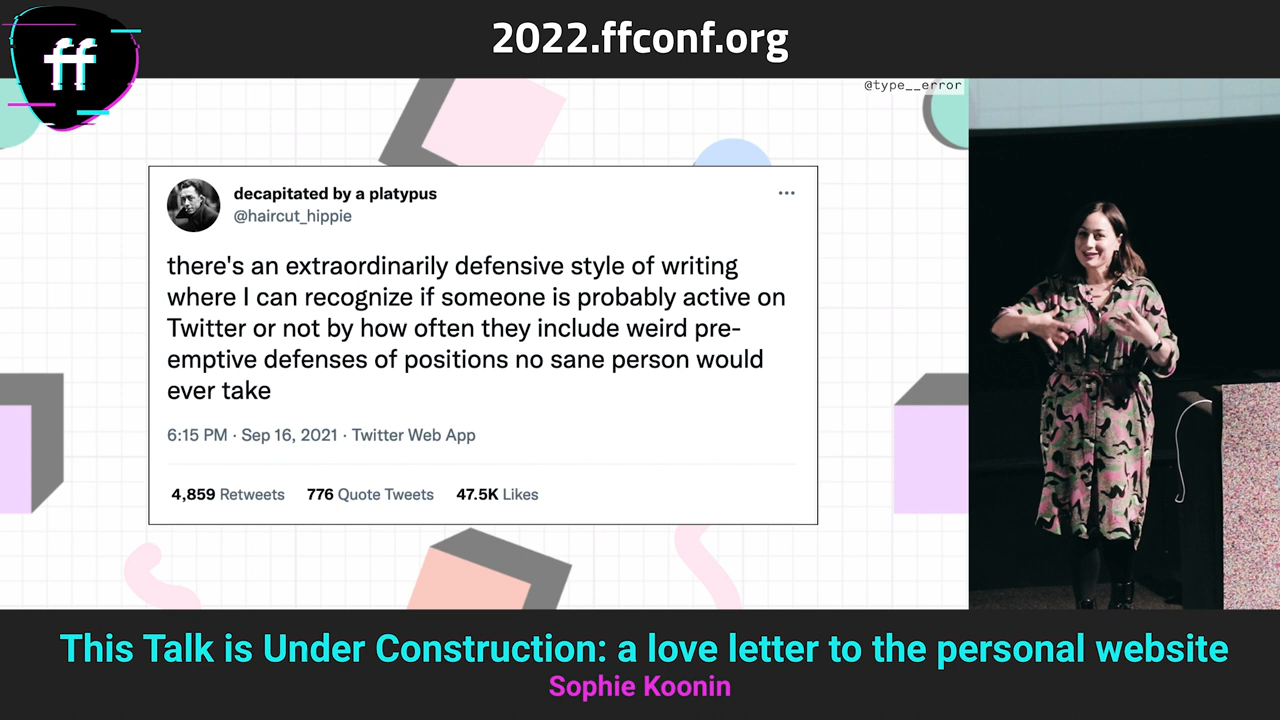 2022.ffconf.org
ff
@type__error
decapitated by a platypus
@haircut_hippie
there's an extraordinarily defensive style of writing
where I can recognize if someone is probably active on
Twitter or not by how often they include weird pre-
emptive defenses of positions no sane person would
ever take
6:15 PM · Sep 16, 2021 · Twitter Web App
4,859 Retweets 776 Quote Tweets 47.5K Likes
This Talk is Under Construction: a love letter to the personal website
Sophie Koonin